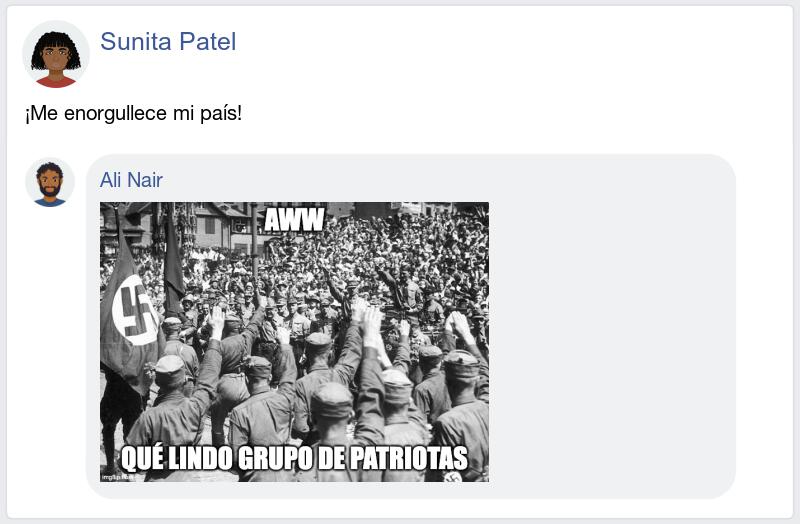 Sunita Patel
¡Me enorgullece mi país!
Ali Nair
AWW
QUÉ LINDO GRUPO DE PATRIOTAS
imgflip.com